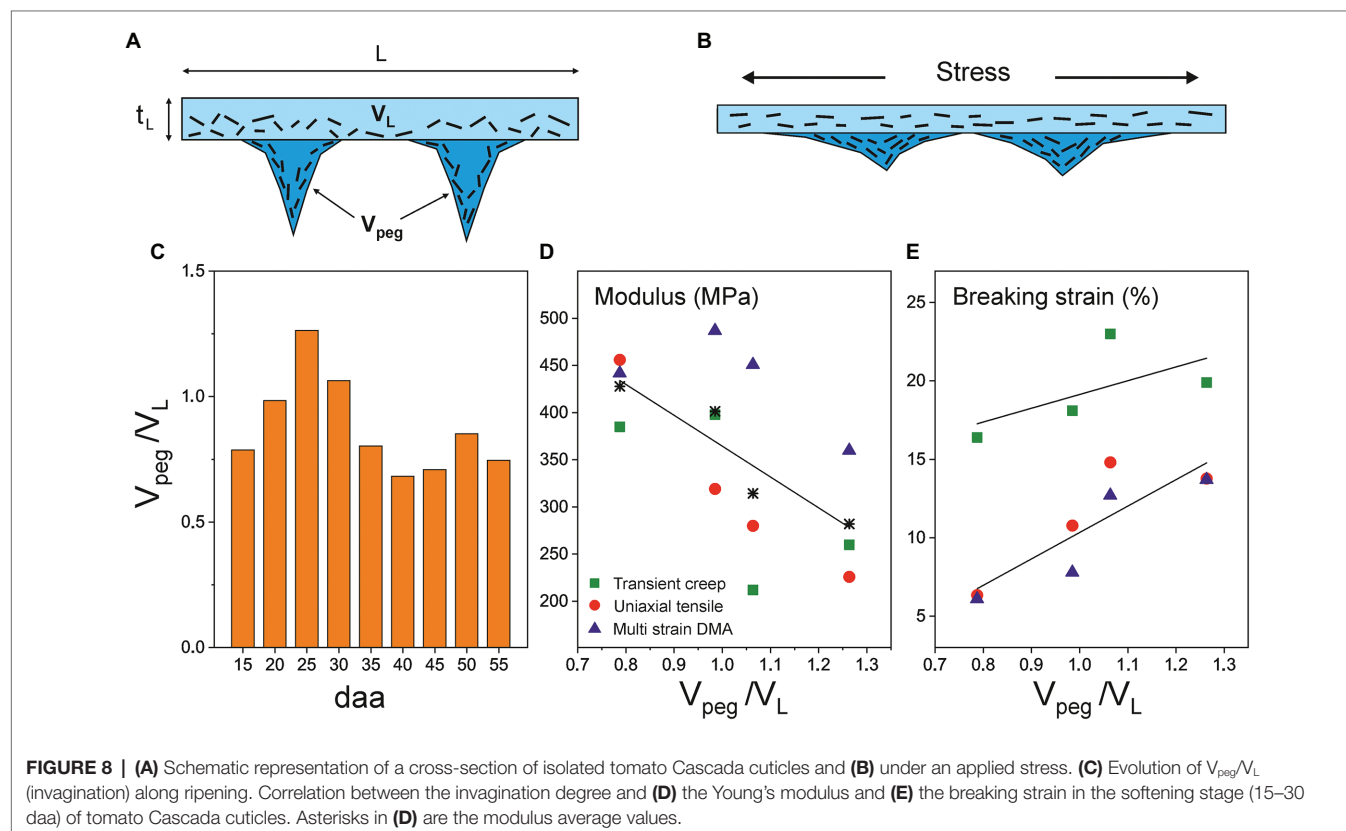 A
L
t_L
V_L
V_peg
B
Stress
C
V_peg/V_L
1.5
1.0
0.5
0.0
15 20 25 30 35 40 45 50 55
daa
D
Modulus (MPa)
500
450
400
350
300
250
200
Transient creep
Uniaxial tensile
Multi strain DMA
0.7 0.8 0.9 1.0 1.1 1.2 1.3
V_peg/V_L
E
Breaking strain (%)
25
20
15
10
5
0.7 0.8 0.9 1.0 1.1 1.2 1.3
V_peg/V_L
FIGURE 8 | (A) Schematic representation of a cross-section of isolated tomato Cascada cuticles and (B) under an applied stress. (C) Evolution of V_peg/V_L
(invagination) along ripening. Correlation between the invagination degree and (D) the Young's modulus and (E) the breaking strain in the softening stage (15–30
daa) of tomato Cascada cuticles. Asterisks in (D) are the modulus average values.